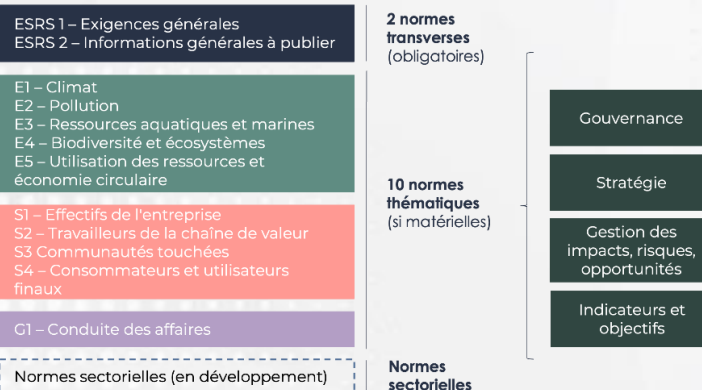 ESRS 1 – Exigences générales
ESRS 2 – Informations générales à publier
2 normes
transverses
(obligatoires)
E1 – Climat
E2 – Pollution
E3 – Ressources aquatiques et marines
E4 – Biodiversité et écosystèmes
E5 – Utilisation des ressources et
économie circulaire
S1 – Effectifs de l'entreprise
S2 – Travailleurs de la chaîne de valeur
S3 Communautés touchées
S4 – Consommateurs et utilisateurs
finaux
G1 – Conduite des affaires
10 normes
thématiques
(si matérielles)
Gouvernance
Stratégie
Gestion des
impacts, risques,
opportunités
Indicateurs et
objectifs
Normes sectorielles (en développement)
Normes
sectorielles